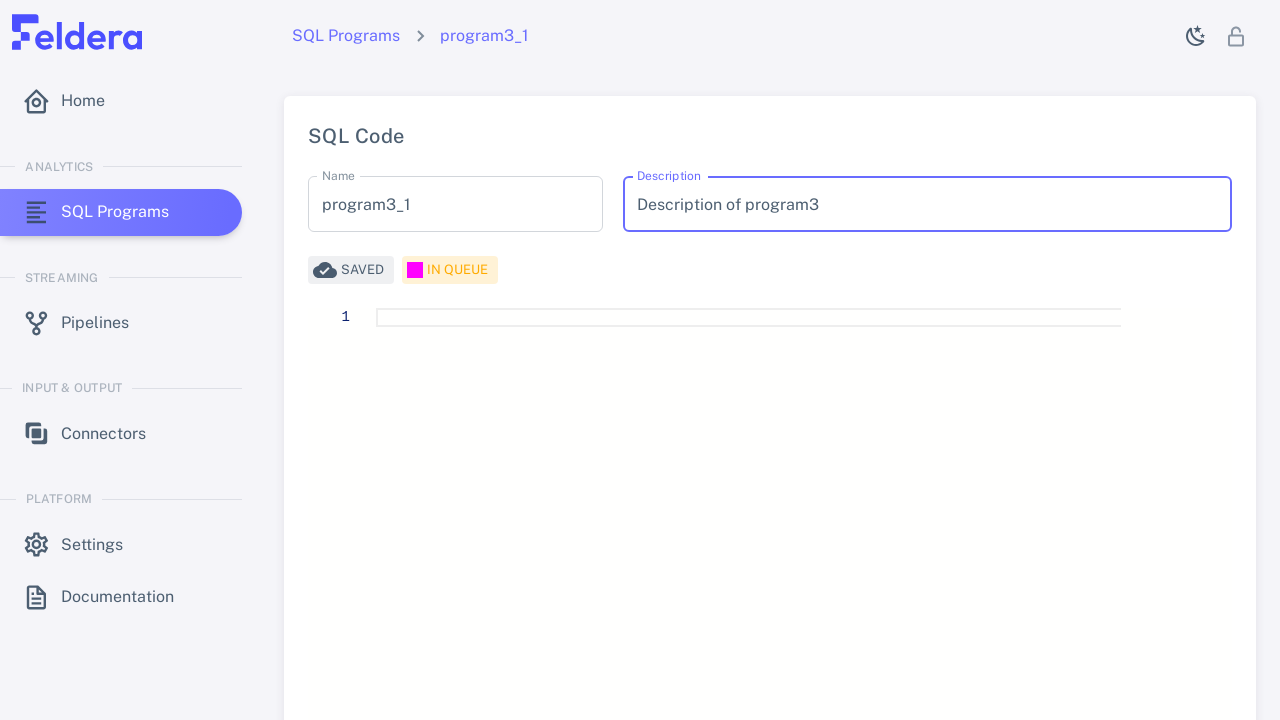 Feldera
SQL Programs
program3_1
Home
ANALYTICS
SQL Programs
STREAMING
Pipelines
INPUT & OUTPUT
Connectors
PLATFORM
Settings
Documentation
SQL Code
Name
program3_1
Description
Description of program3
SAVED
IN QUEUE
1